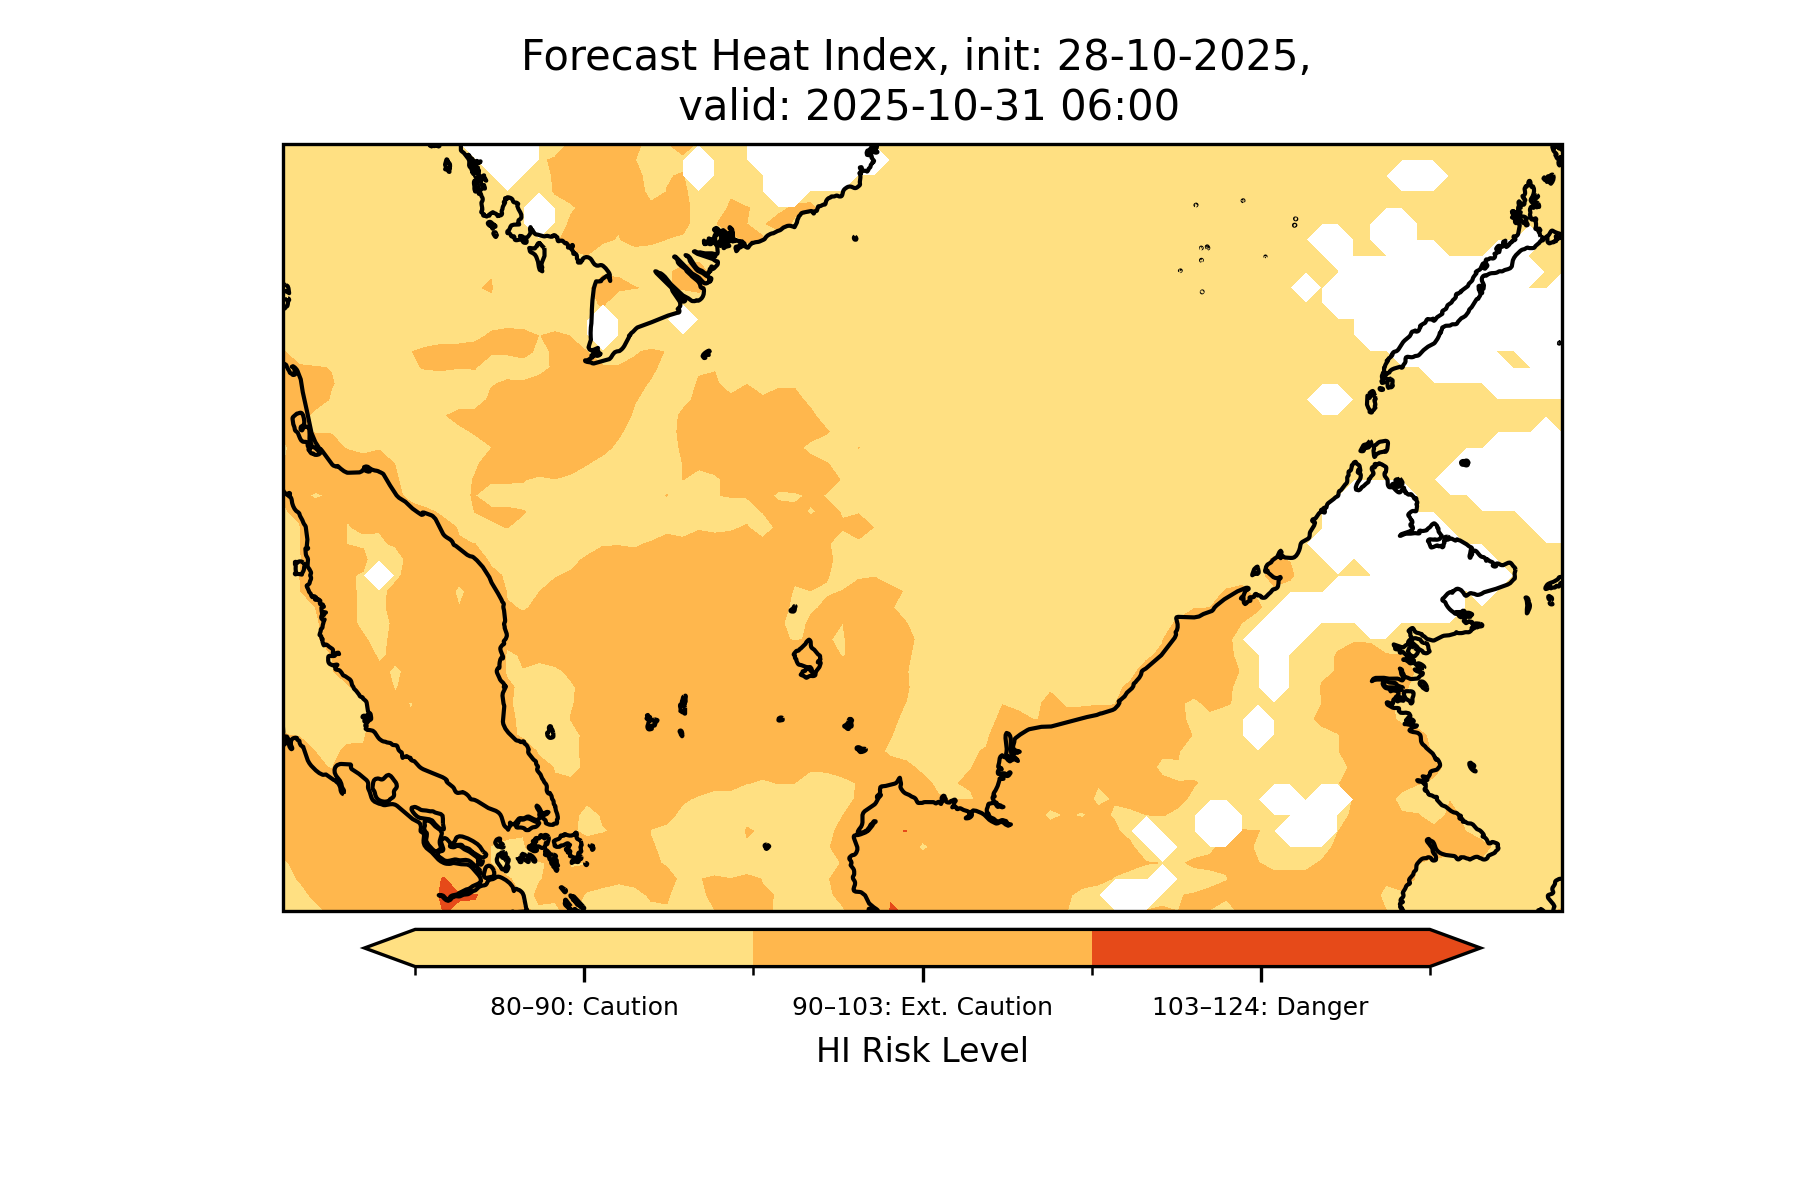 Forecast Heat Index, init: 28-10-2025,
valid: 2025-10-31 06:00
80–90: Caution
90–103: Ext. Caution
103–124: Danger
HI Risk Level